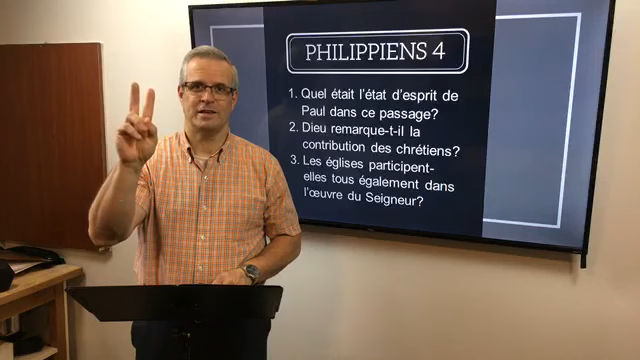 PHILIPPIENS 4
1. Quel était l'état d'esprit de
Paul dans ce passage?
2. Dieu remarque-t-il la
contribution des chrétiens?
3. Les églises participent-
elles tous également dans
l'œuvre du Seigneur?